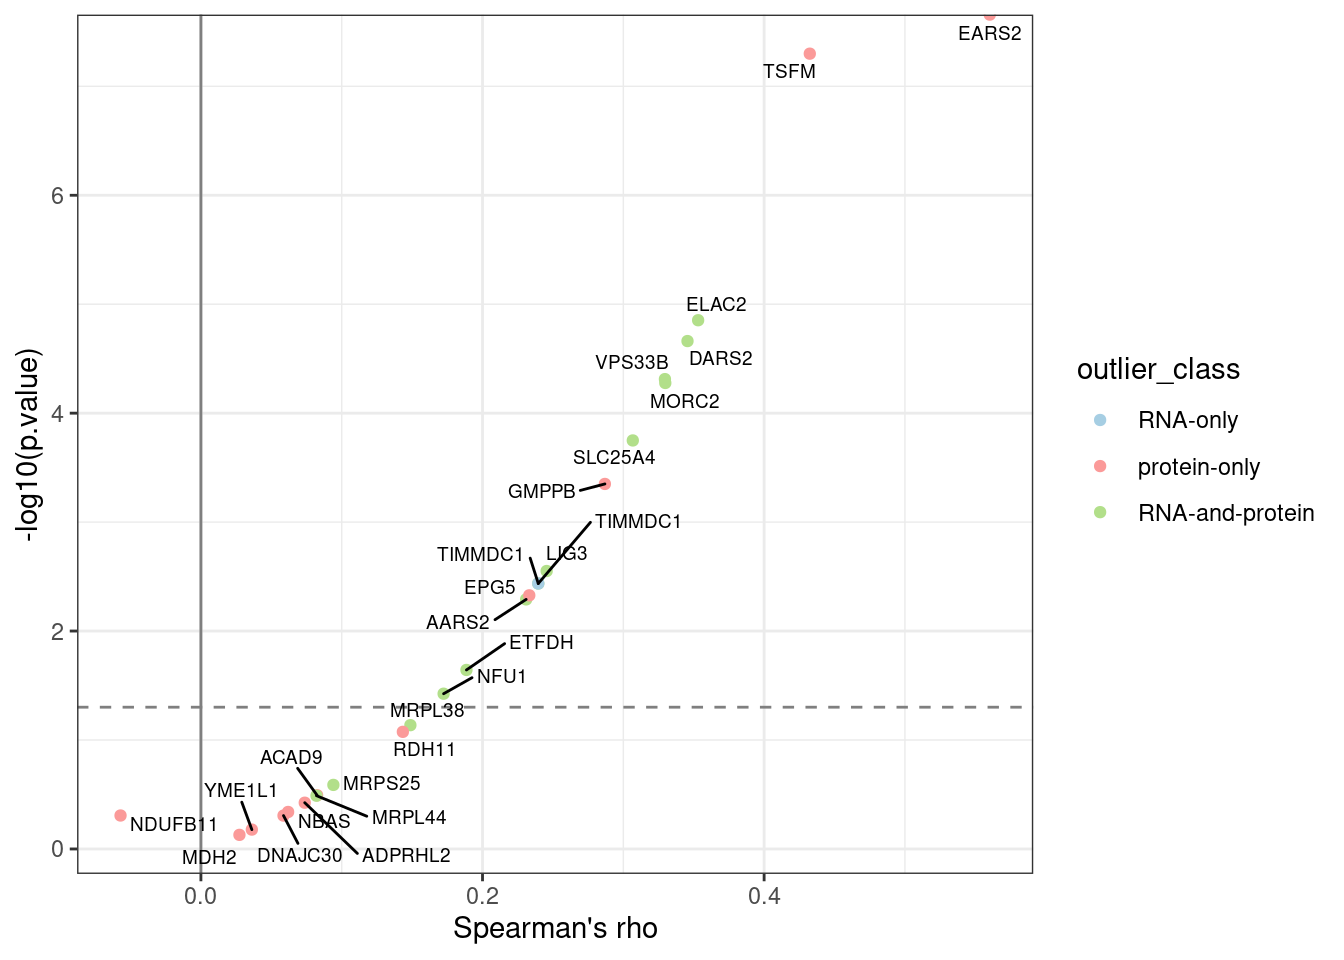 EARS2
TSFM
6
ELAC2
DARS2
VPS33B
MORC2
4
SLC25A4
GMPPB
TIMMDC1
TIMMDC1
LIG3
EPG5
AARS2
2
ETFDH
NFU1
MRPL38
RDH11
ACAD9
MRPS25
YME1L1
MRPL44
NBAS
NDUFB11
MDH2
DNAJC30
ADPRHL2
0
0.0
0.2
0.4
Spearman's rho
-log10(p.value)
outlier_class
RNA-only
protein-only
RNA-and-protein